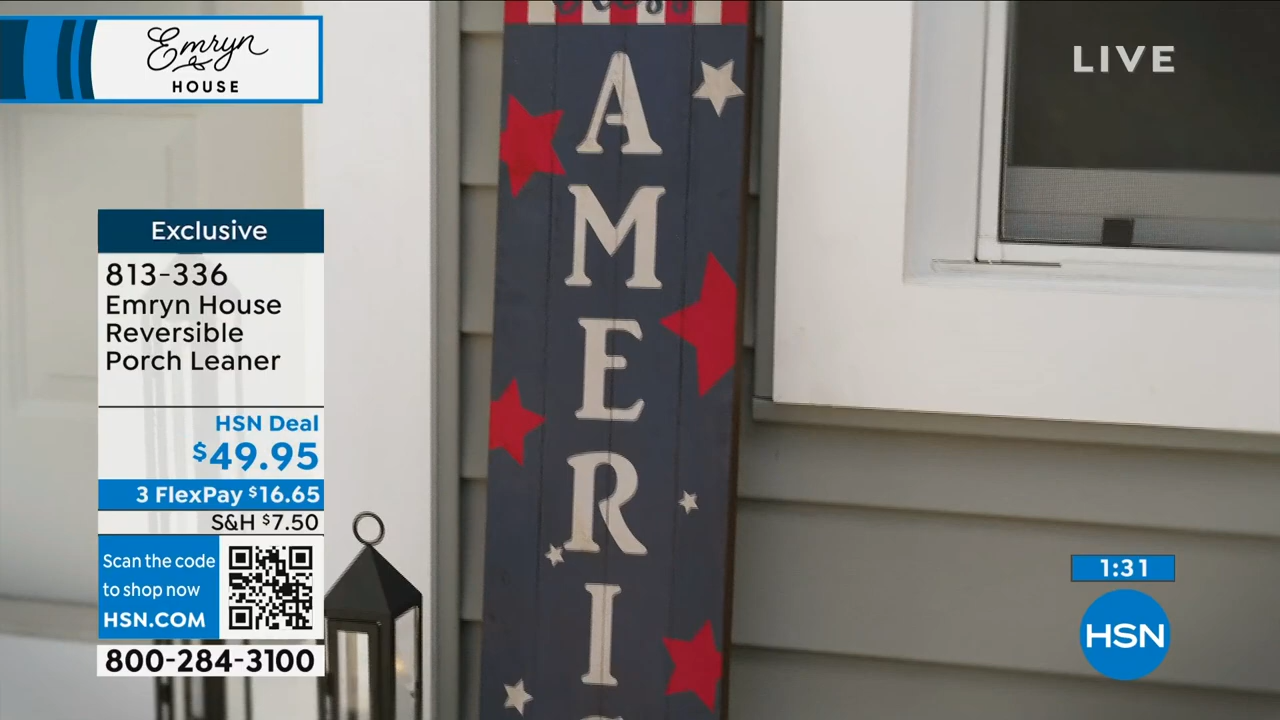 Emryn
HOUSE
LIVE
Bless
A
M
E
R
I
Exclusive
813-336
Emryn House
Reversible
Porch Leaner
HSN Deal
$49.95
3 FlexPay $16.65
S&H $7.50
Scan the code
to shop now
HSN.COM
800-284-3100
1:31
HSN